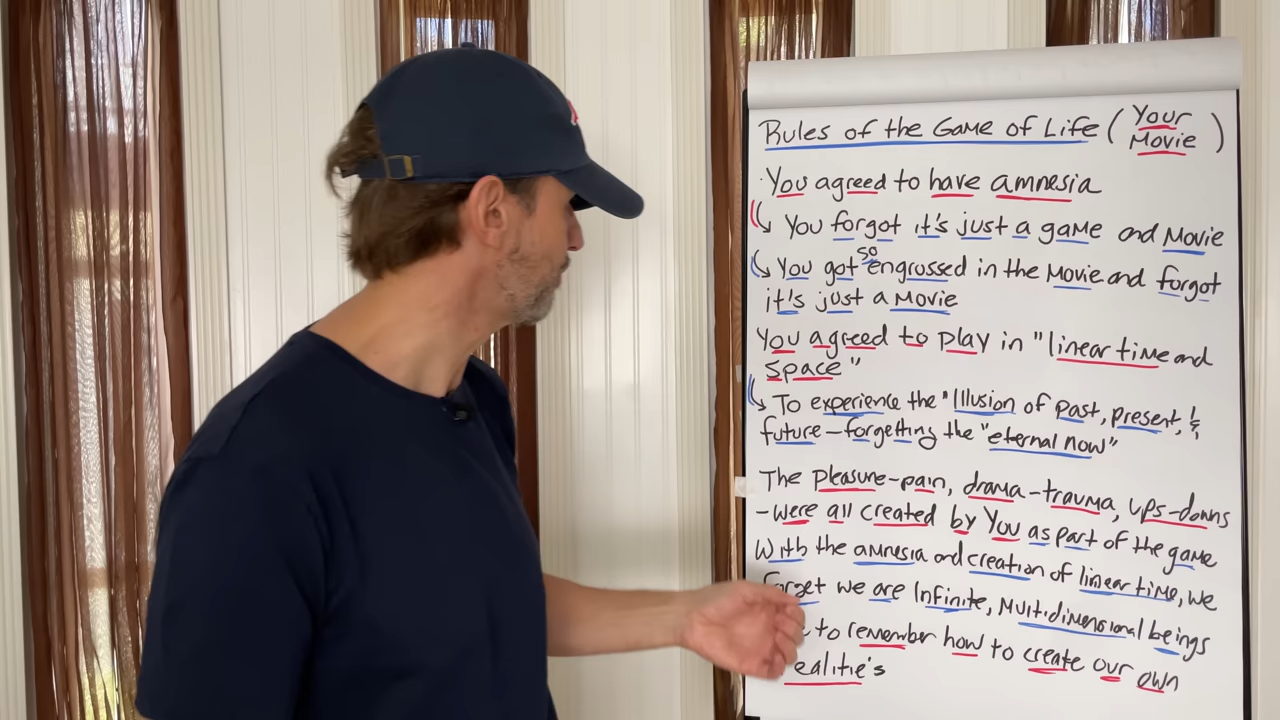 Rules of the Game of Life (Your Movie)
You agreed to have amnesia
You forgot it's just a game and Movie
You got so engrossed in the Movie and forgot
it's just a Movie
You agreed to play in "linear time and
space"
To experience the "Illusion of past, present, &
future-forgetting the "eternal now"
The pleasure-pain, drama-trauma, ups-downs
-were all created by You as part of the game
With the amnesia and creation of linear time, we
forget we are Infinite, Multidimensional beings
to remember how to create our own
ealitie's